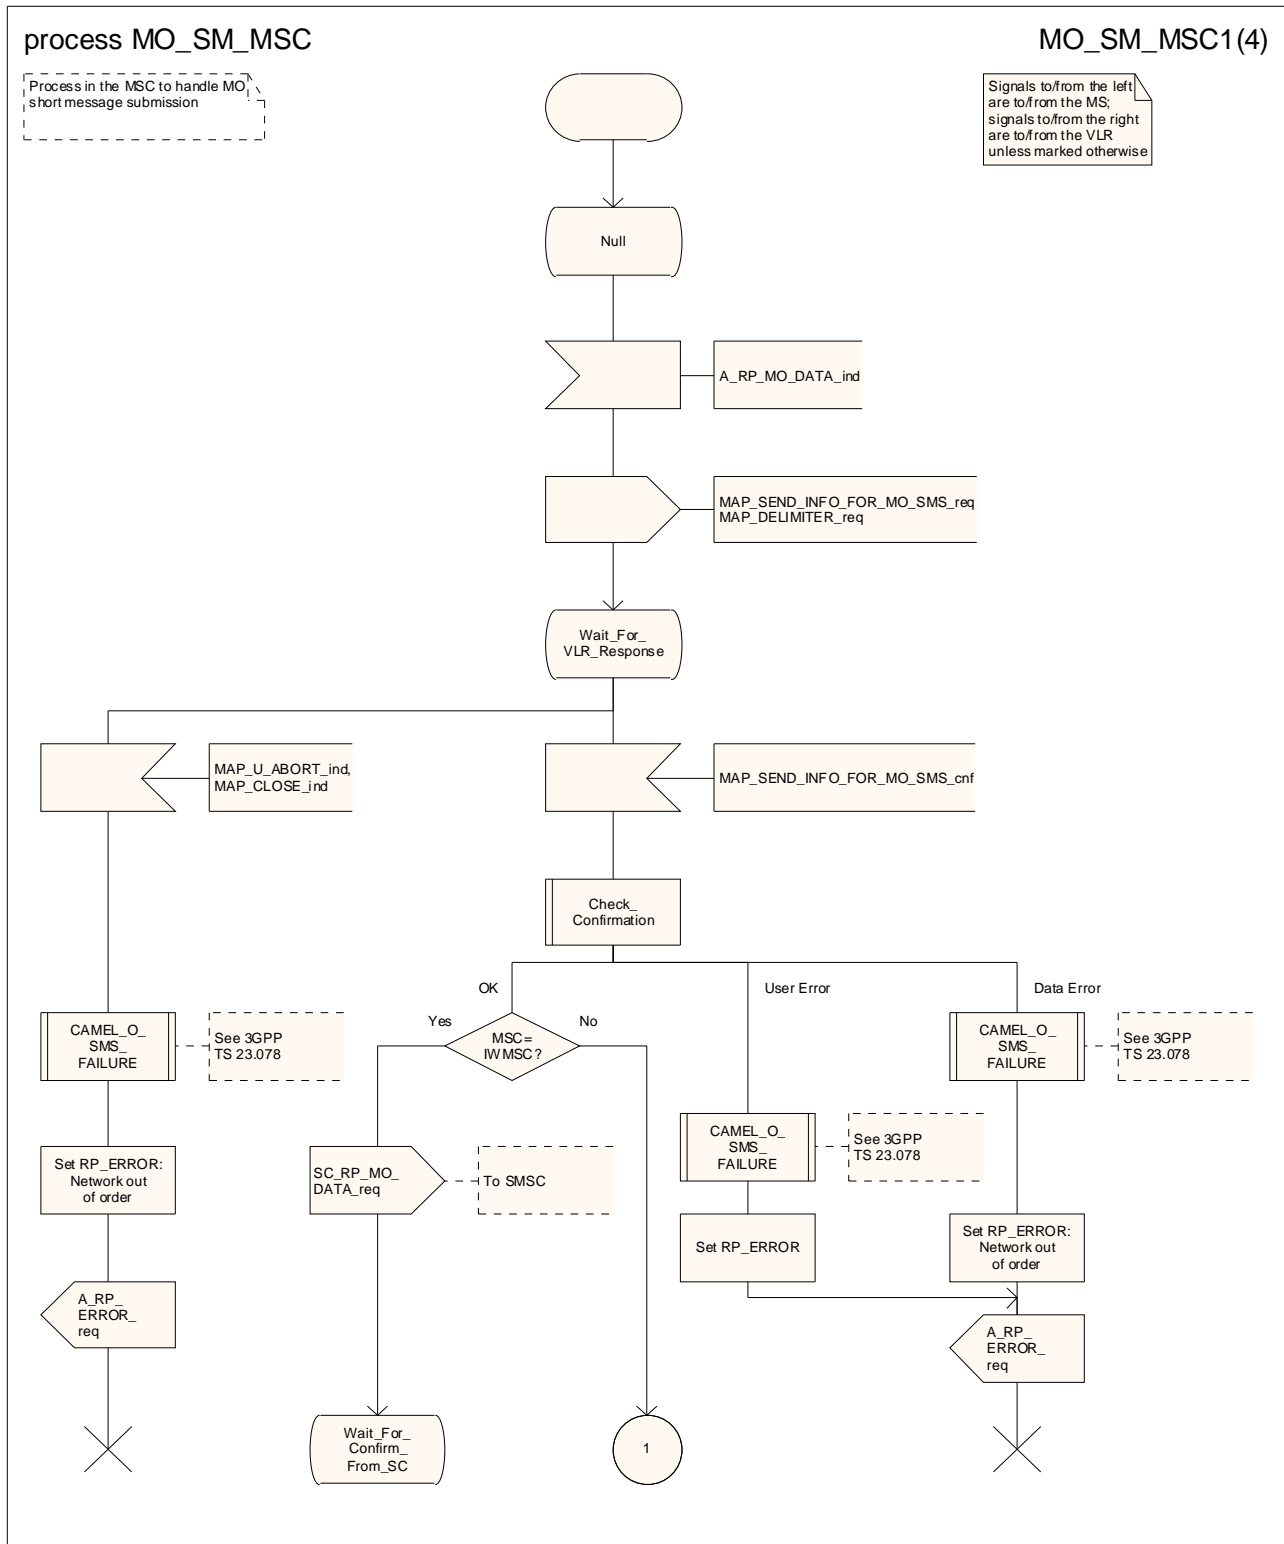 process MO_SM_MSC
MO_SM_MSC1(4)
Process in the MSC to handle MO
short message submission
Signals to/from the left
are to/from the MS;
signals to/from the right
are to/from the VLR
unless marked otherwise
Null
A_RP_MO_DATA_ind
MAP_SEND_INFO_FOR_MO_SMS_req
MAP_DELIMITER_req
Wait_For_
VLR_Response
MAP_U_ABORT_ind,
MAP_CLOSE_ind
MAP_SEND_INFO_FOR_MO_SMS_cnf
Check_
Confirmation
OK
User Error
Data Error
Yes
No
CAMEL_O_
SMS_
FAILURE
See 3GPP
TS 23.078
MSC=
IWMSC?
CAMEL_O_
SMS_
FAILURE
See 3GPP
TS 23.078
CAMEL_O_
SMS_
FAILURE
See 3GPP
TS 23.078
Set RP_ERROR:
Network out
of order
SC_RP_MO_
DATA_req
To SMSC
Set RP_ERROR
Set RP_ERROR:
Network out
of order
A_RP_
ERROR_
req
A_RP_
ERROR_
req
Wait_For_
Confirm_
From_SC
1